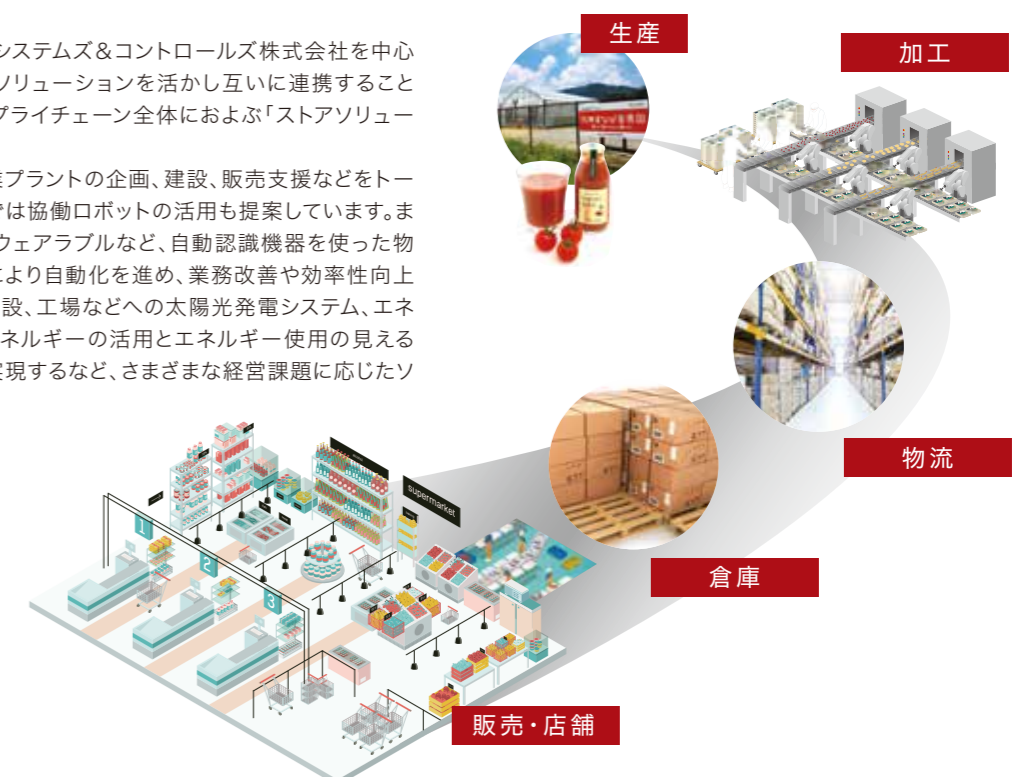 システムズ&コントロールズ株式会社を中心
ソリューションを活かし互いに連携すること
プライチェーン全体におよぶ「ストアソリュー
プラントの企画、建設、販売支援などをトー
では協働ロボットの活用も提案しています。ま
ウェアラブルなど、自動認識機器を使った物
により自動化を進め、業務改善や効率性向上
設、工場などへの太陽光発電システム、エネ
ネルギーの活用とエネルギー使用の見える
実現するなど、さまざまな経営課題に応じたソ
生産
加工
物流
倉庫
supermarket
1
2
3
販売・店舗